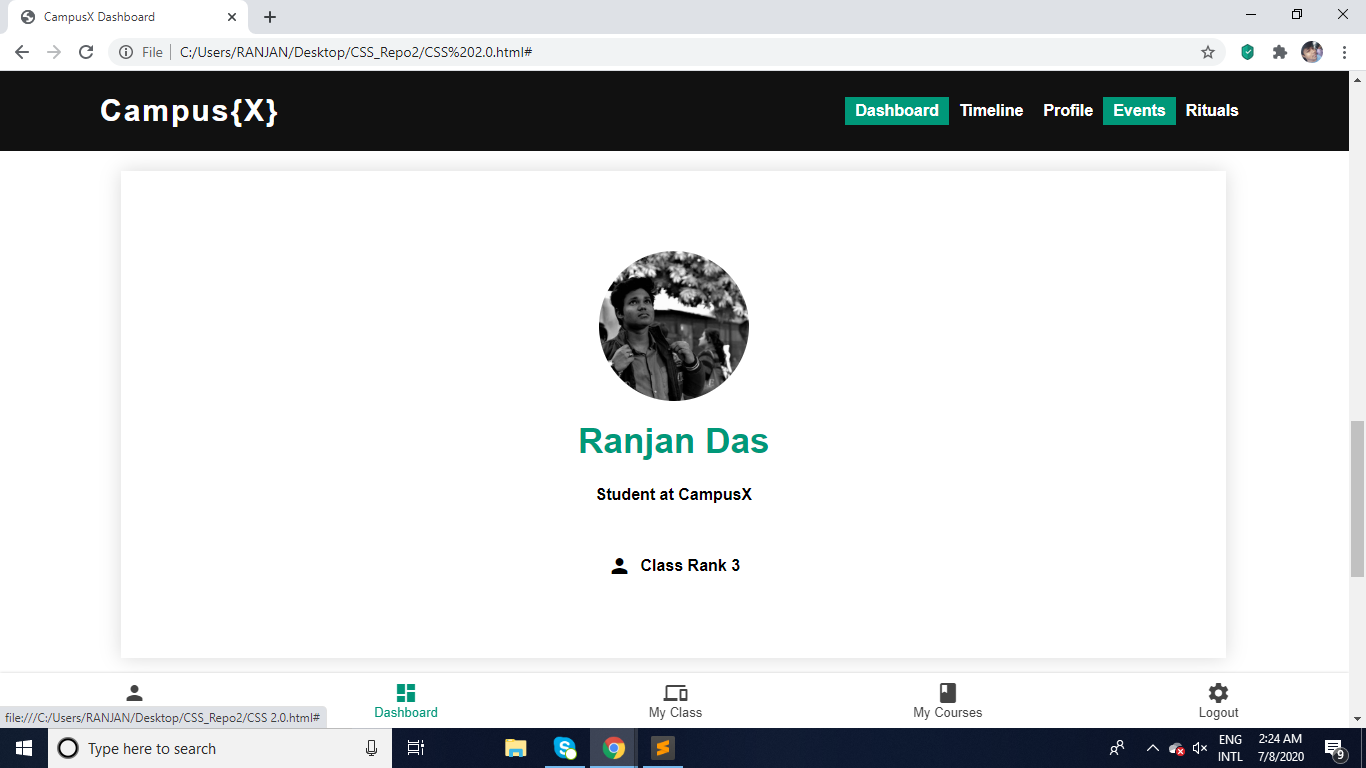 CampusX Dashboard
File
C:/Users/RANJAN/Desktop/CSS_Repo2/CSS%202.0.html#
Campus{X}
Dashboard Timeline Profile Events Rituals
Ranjan Das
Student at CampusX
Class Rank 3
Dashboard My Class My Courses Logout
file:///C:/Users/RANJAN/Desktop/CSS_Repo2/CSS 2.0.html#
Type here to search
ENG 2:24 AM
INTL 7/8/2020
9